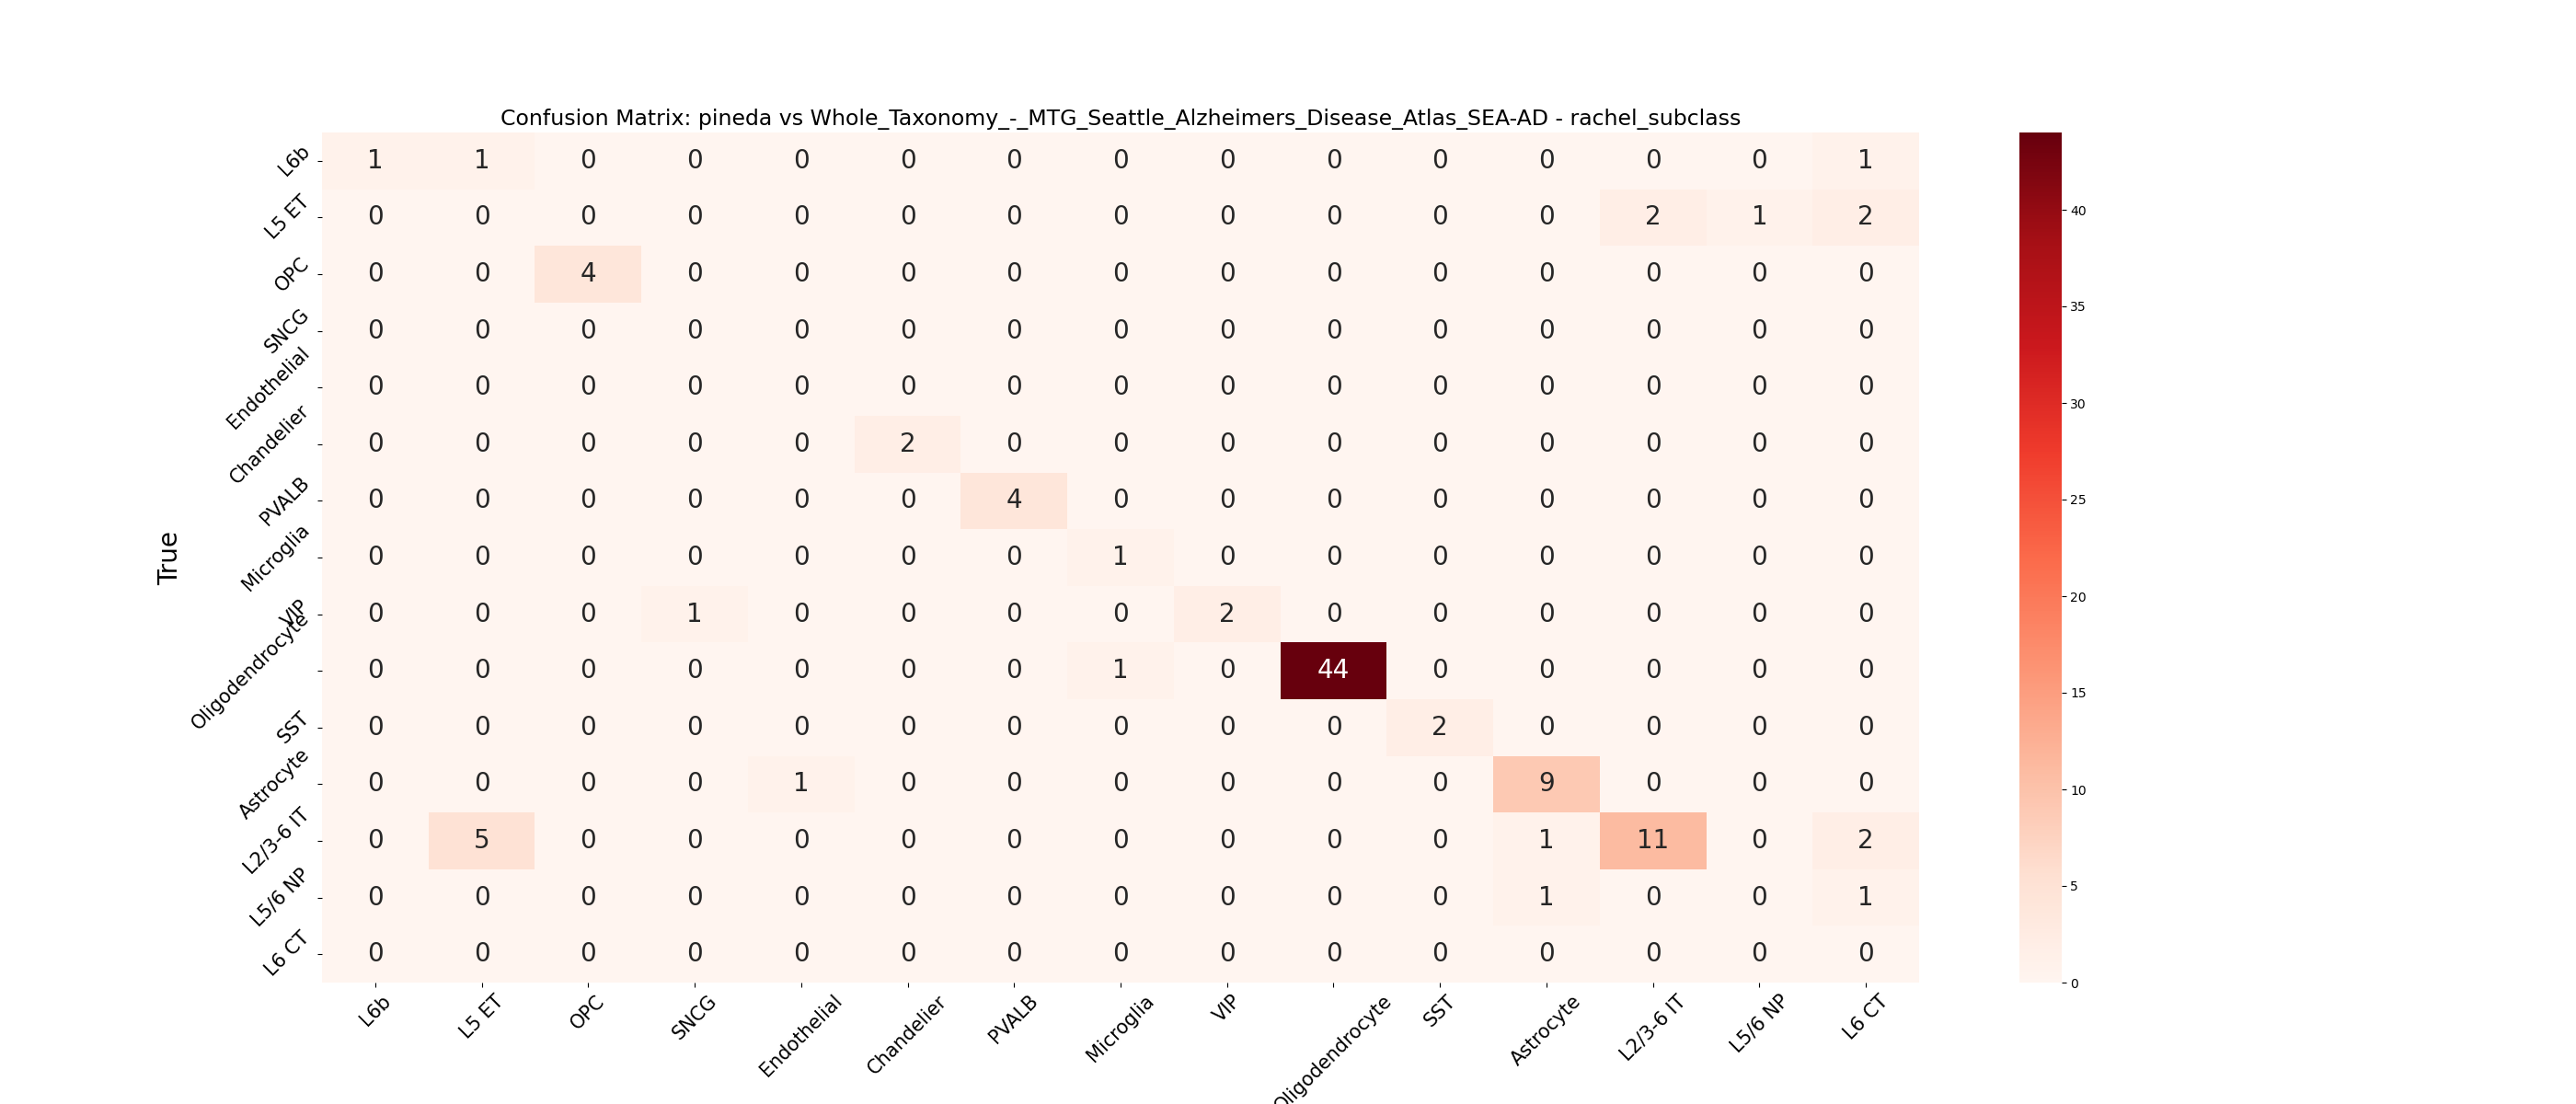 Confusion Matrix: pineda vs Whole_Taxonomy_-_MTG_Seattle_Alzheimers_Disease_Atlas_SEA-AD - rachel_subclass
True
L6b 1 1 0 0 0 0 0 0 0 0 0 0 0 0 1
L5 ET 0 0 0 0 0 0 0 0 0 0 0 0 2 1 2
OPC 0 0 4 0 0 0 0 0 0 0 0 0 0 0 0
SNCG 0 0 0 0 0 0 0 0 0 0 0 0 0 0 0
Endothelial 0 0 0 0 0 0 0 0 0 0 0 0 0 0 0
Chandelier 0 0 0 0 0 2 0 0 0 0 0 0 0 0 0
PVALB 0 0 0 0 0 0 4 0 0 0 0 0 0 0 0
Microglia 0 0 0 0 0 0 0 1 0 0 0 0 0 0 0
VIP 0 0 0 1 0 0 0 0 2 0 0 0 0 0 0
Oligodendrocyte 0 0 0 0 0 0 0 1 0 44 0 0 0 0 0
SST 0 0 0 0 0 0 0 0 0 0 2 0 0 0 0
Astrocyte 0 0 0 0 1 0 0 0 0 0 0 9 0 0 0
L2/3-6 IT 0 5 0 0 0 0 0 0 0 0 0 1 11 0 2
L5/6 NP 0 0 0 0 0 0 0 0 0 0 0 1 0 0 1
L6 CT 0 0 0 0 0 0 0 0 0 0 0 0 0 0 0
L6b L5 ET OPC SNCG Endothelial Chandelier PVALB Microglia VIP Oligodendrocyte SST Astrocyte L2/3-6 IT L5/6 NP L6 CT
40
35
30
25
20
15
10
5
0